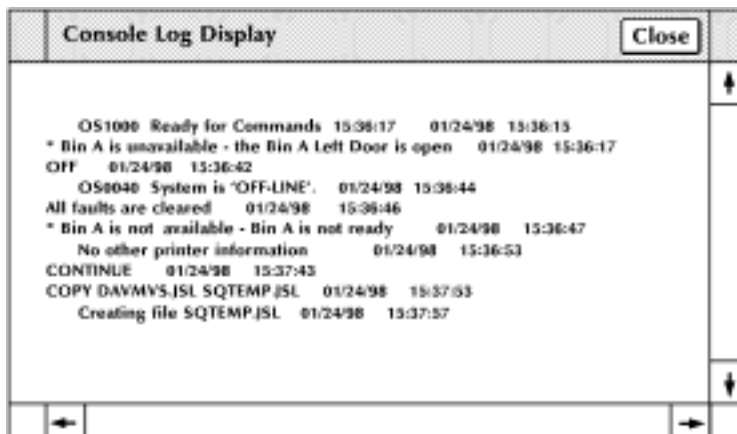 Console Log Display
Close
OS1000 Ready for Commands 15:36:17 01/24/98 15:36:15
* Bin A is unavailable - the Bin A Left Door is open 01/24/98 15:36:17
OFF 01/24/98 15:36:42
OS0040 System is 'OFF-LINE'. 01/24/98 15:36:44
All faults are cleared 01/24/98 15:36:46
* Bin A is not available - Bin A is not ready 01/24/98 15:36:47
No other printer information 01/24/98 15:36:53
CONTINUE 01/24/98 15:37:43
COPY DAVMVS.JSL SQTEMP.JSL 01/24/98 15:37:53
Creating file SQTEMP.JSL 01/24/98 15:37:57